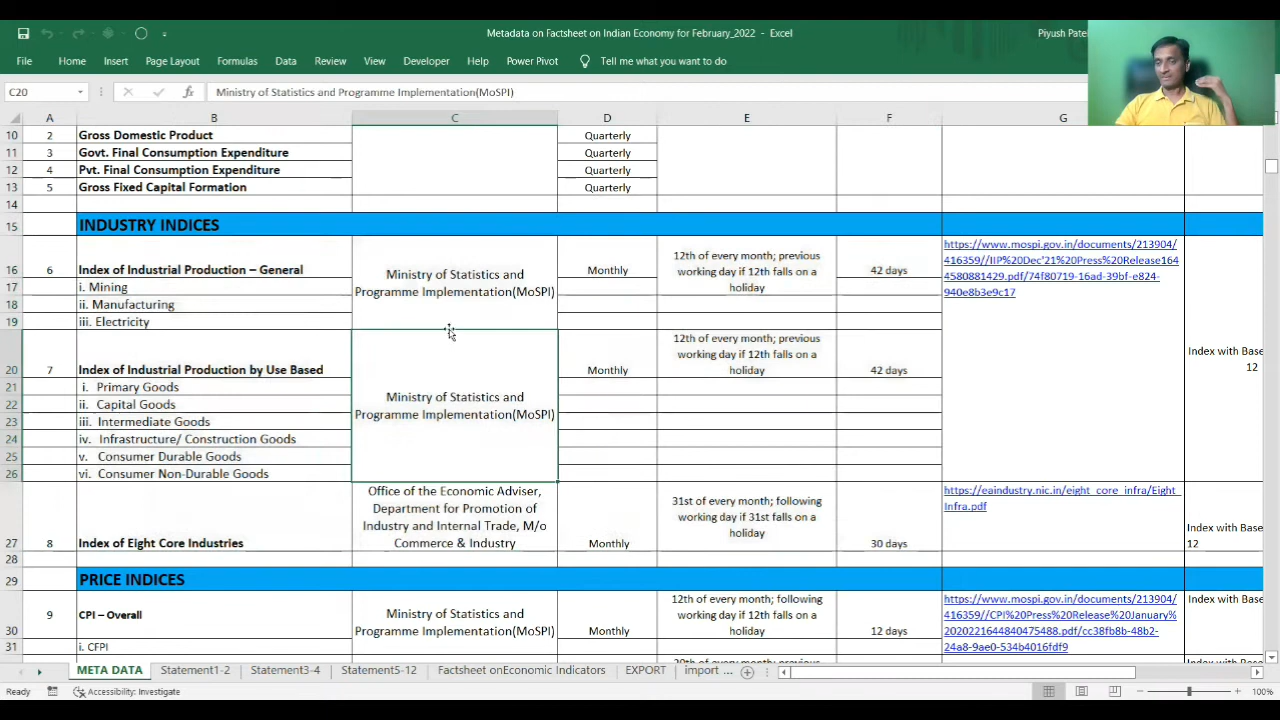 Metadata on Factsheet on Indian Economy for February_2022 - Excel
Piyush Pate
File Home Insert Page Layout Formulas Data Review View Developer Help Power Pivot Tell me what you want to do
C20 fx Ministry of Statistics and Programme Implementation(MoSPI)
A B C D E F G
10 2 Gross Domestic Product Quarterly
11 3 Govt. Final Consumption Expenditure Quarterly
12 4 Pvt. Final Consumption Expenditure Quarterly
13 5 Gross Fixed Capital Formation Quarterly
14
15 INDUSTRY INDICES
16 6 Index of Industrial Production – General
Ministry of Statistics and
Programme Implementation(MoSPI)
Monthly
12th of every month; previous
working day if 12th falls on a
holiday
42 days
https://www.mospi.gov.in/documents/213904/
416359//IIP%20Dec'21%20Press%20Release164
4580881429.pdf/74f80719-16ad-39bf-e824-
940e8b3e9c17
17 i. Mining
18 ii. Manufacturing
19 iii. Electricity
20 7 Index of Industrial Production by Use Based
Ministry of Statistics and
Programme Implementation(MoSPI)
Monthly
12th of every month; previous
working day if 12th falls on a
holiday
42 days
Index with Base
12
21 i. Primary Goods
22 ii. Capital Goods
23 iii. Intermediate Goods
24 iv. Infrastructure/ Construction Goods
25 v. Consumer Durable Goods
26 vi. Consumer Non-Durable Goods
27 8 Index of Eight Core Industries
Office of the Economic Adviser,
Department for Promotion of
Industry and Internal Trade, M/o
Commerce & Industry
Monthly
31st of every month; following
working day if 31st falls on a
holiday
30 days
https://eaindustry.nic.in/eight_core_infra/Eight_
Infra.pdf
Index with Base
12
28
29 PRICE INDICES
30 9 CPI – Overall
Ministry of Statistics and
Programme Implementation(MoSPI)
Monthly
12th of every month; following
working day if 12th falls on a
holiday
12 days
https://www.mospi.gov.in/documents/213904/
416359//CPI%20Press%20Release%20January%
202022164484047​5488.pdf/cc38fb8b-48b2-
24a8-9ae0-534b4016fdf9
Index with Base
31 i. CFPI
META DATA Statement1-2 Statement3-4 Statement5-12 Factsheet onEconomic Indicators EXPORT import ...
Ready Accessibility: Investigate 100%